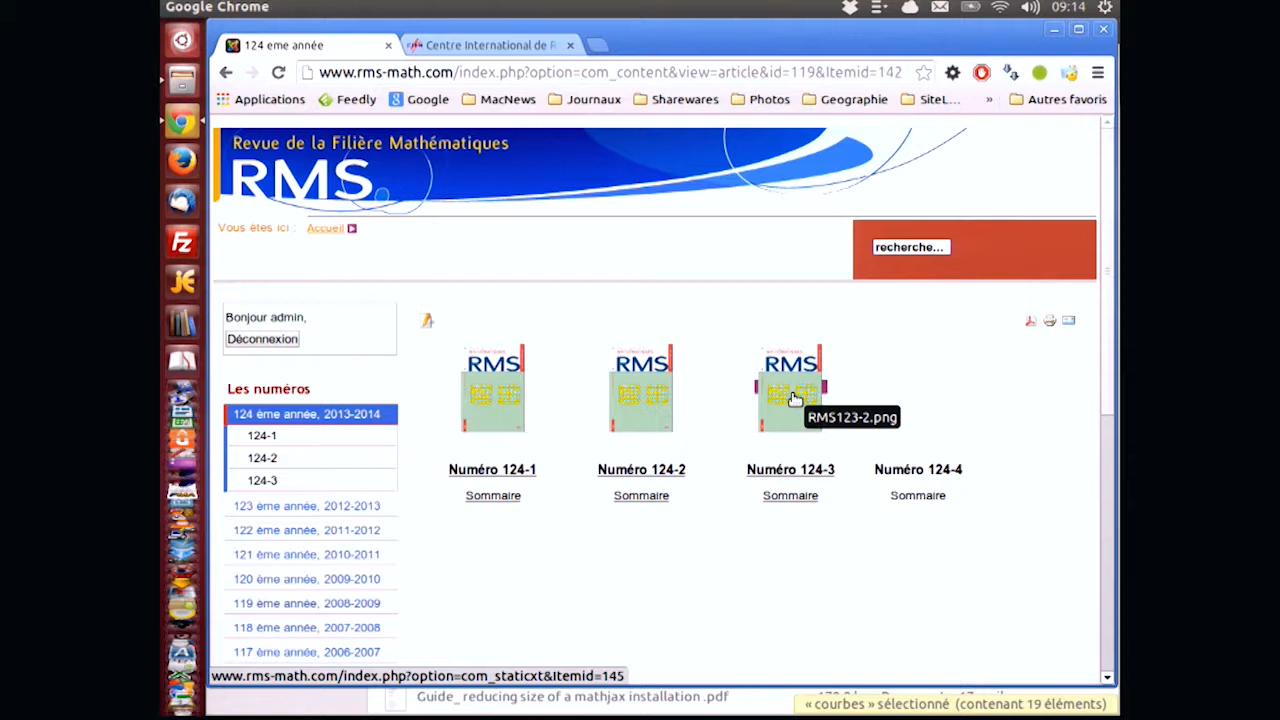 Google Chrome
09:14
124 eme année
Centre International de R
www.rms-math.com/index.php?option=com_content&view=article&id=119&Itemid=142
Applications
Feedly
Google
MacNews
Journaux
Sharewares
Photos
Geographie
SiteL...
»
Autres favoris
Revue de la Filière Mathématiques
RMS
Vous êtes ici :
Accueil
recherche...
Bonjour admin,
Déconnexion
Les numéros
124 ème année, 2013-2014
124-1
124-2
124-3
123 ème année, 2012-2013
122 ème année, 2011-2012
121 ème année, 2010-2011
120 ème année, 2009-2010
119 ème année, 2008-2009
118 ème année, 2007-2008
117 ème année, 2006-2007
RMS
RMS
RMS
RMS123-2.png
Numéro 124-1
Numéro 124-2
Numéro 124-3
Numéro 124-4
Sommaire
Sommaire
Sommaire
Sommaire
www.rms-math.com/index.php?option=com_staticxt&Itemid=145
Guide_ reducing size of a mathjax installation .pdf
« courbes » sélectionné (contenant 19 éléments)